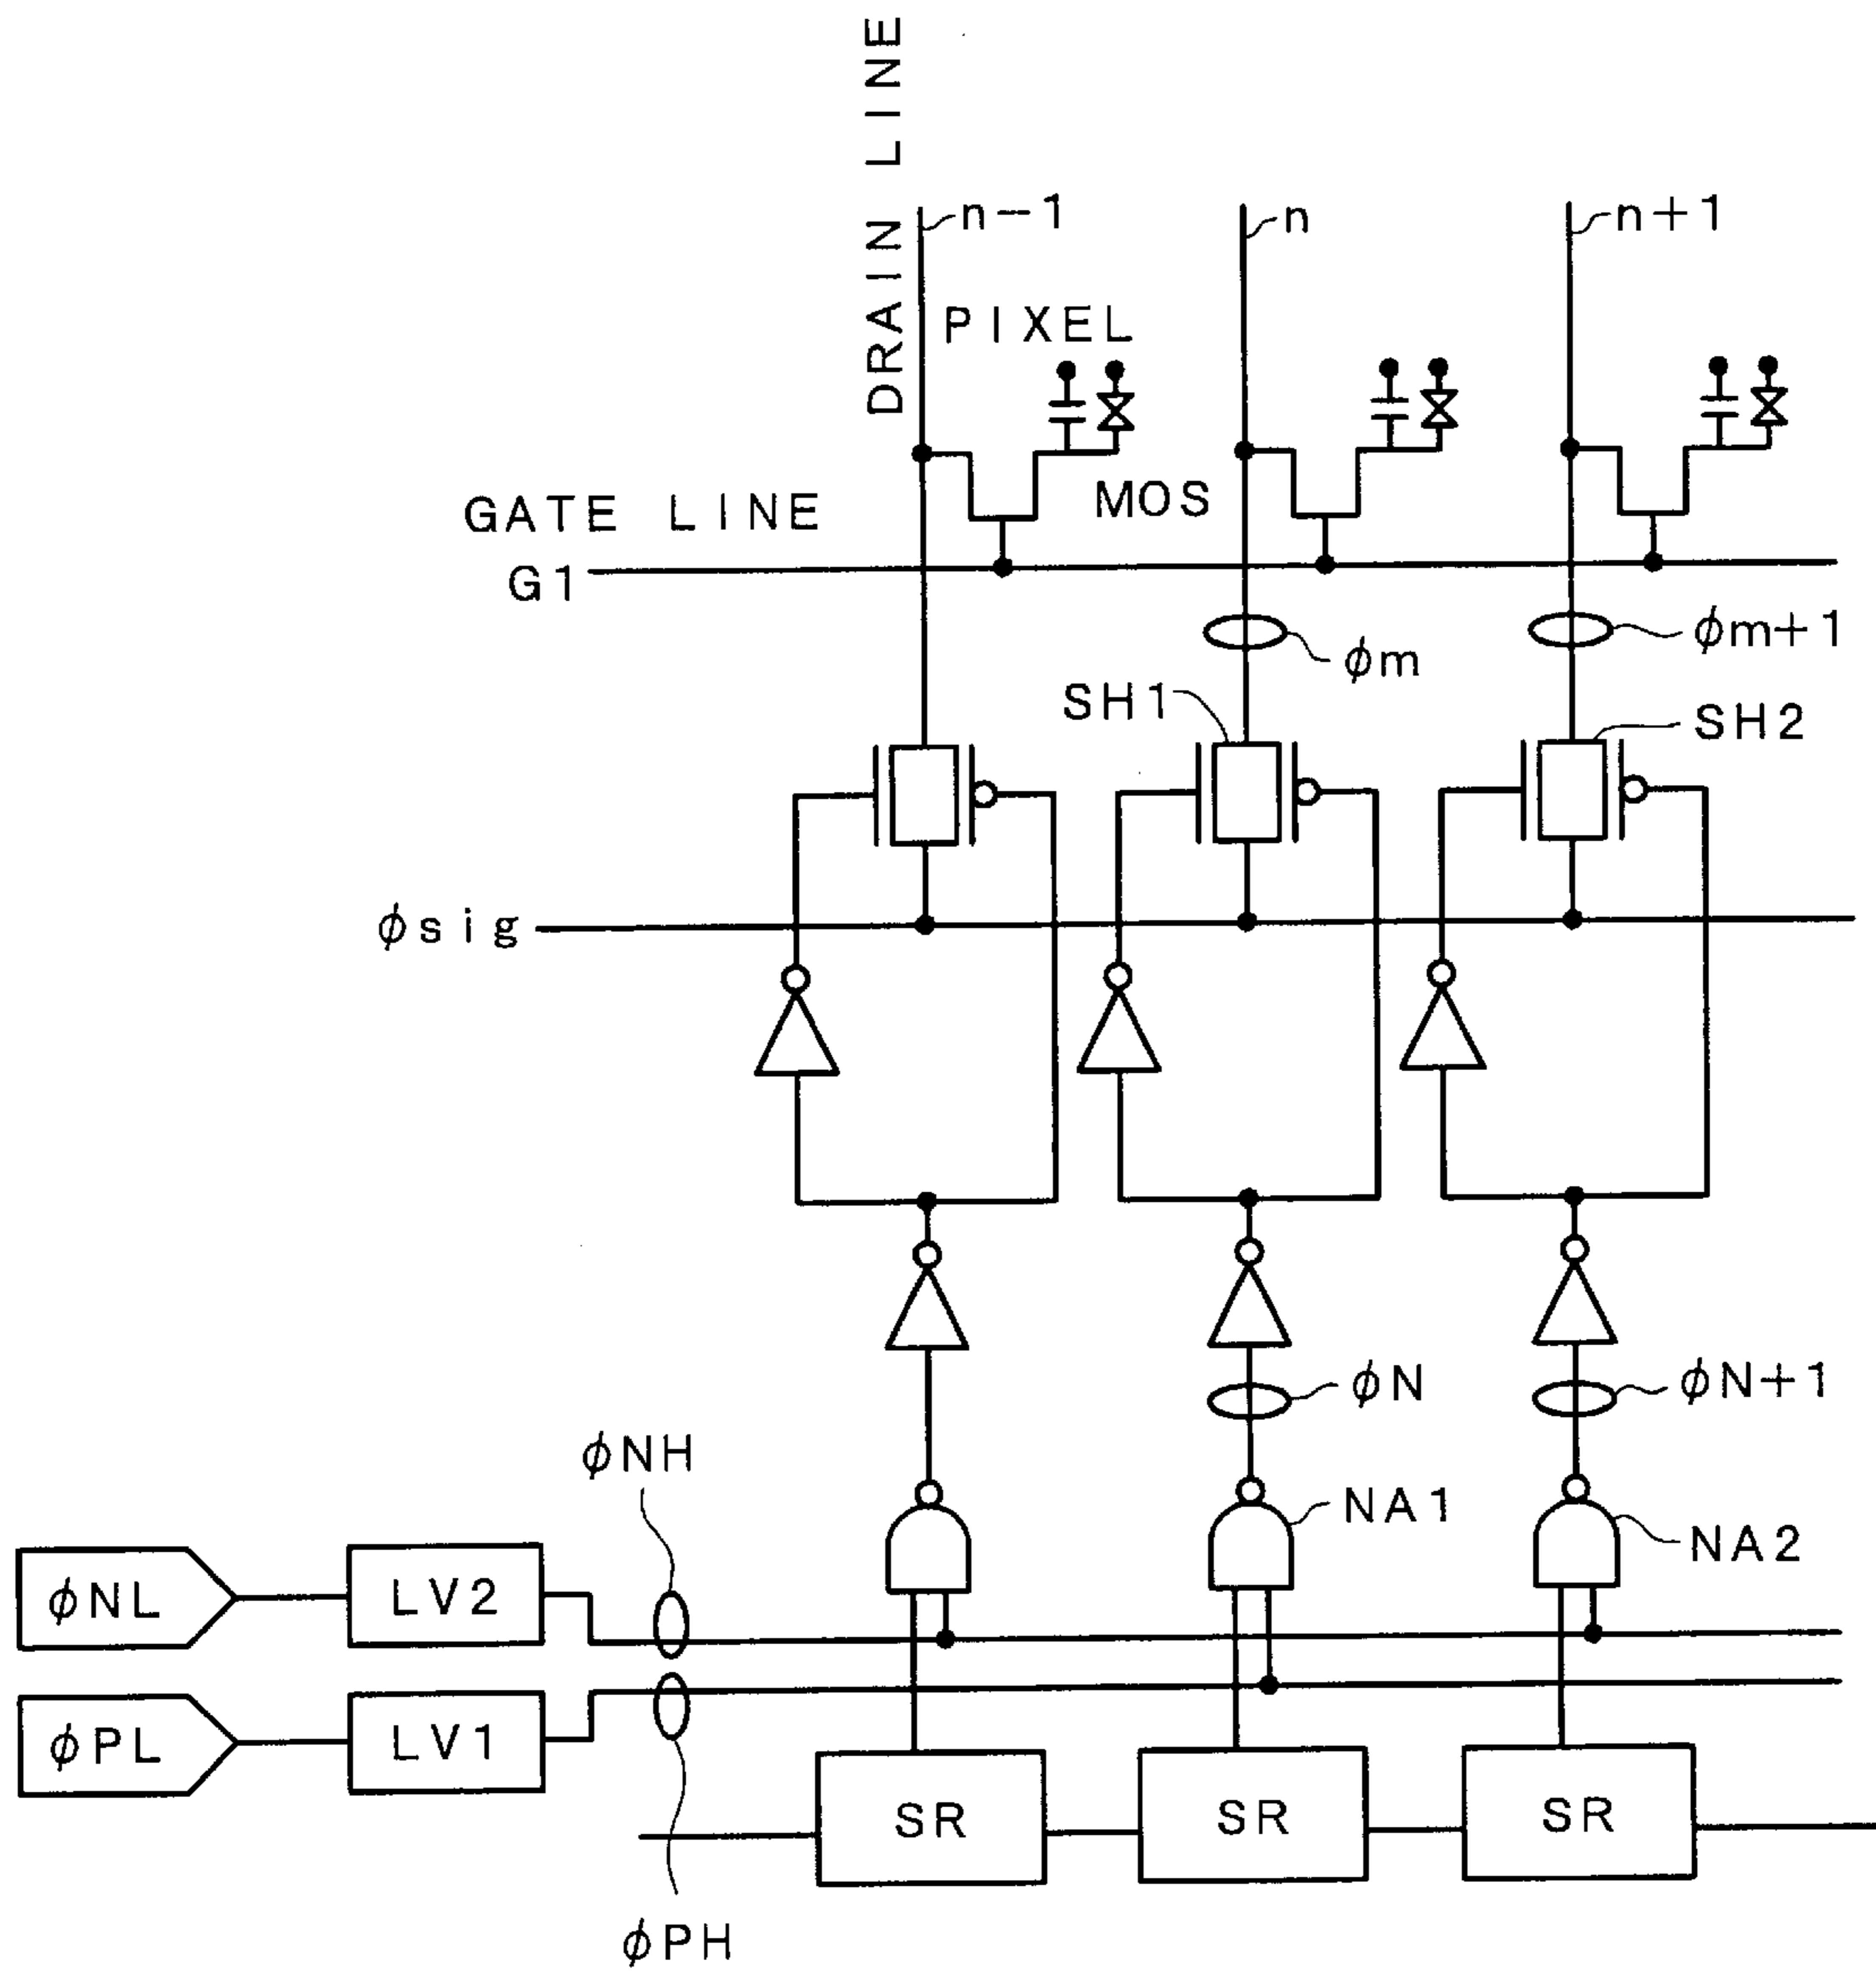 DRAIN LINE
n-1
n
n+1
PIXEL
GATE LINE
MOS
G1
ϕm
ϕm+1
SH1
SH2
ϕsig
ϕN
ϕN+1
ϕNH
NA1
NA2
ϕNL
LV2
ϕPL
LV1
SR
SR
SR
ϕPH